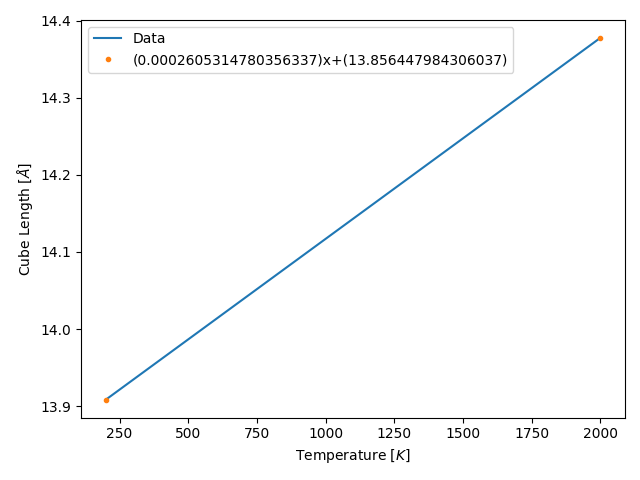 Data
(0.0002605314780356337)x+(13.856447984306037)
14.4
14.3
14.2
14.1
14.0
13.9
Cube Length [Å]
250 500 750 1000 1250 1500 1750 2000
Temperature [K]